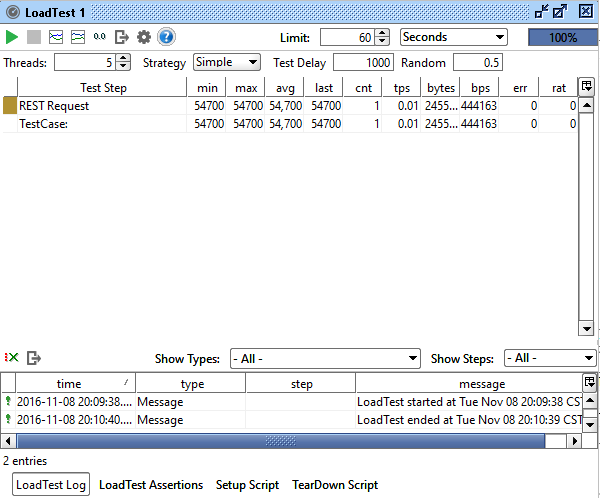 LoadTest 1
0.0 ? Limit: 60 Seconds 100%
Threads: 5 Strategy Simple Test Delay 1000 Random 0.5
Test Step min max avg last cnt tps bytes bps err rat
REST Request 54700 54700 54,700 54700 1 0.01 2455... 444163 0 0
TestCase: 54700 54700 54,700 54700 1 0.01 2455... 444163 0 0
Show Types: - All - Show Steps: - All -
time type step message
2016-11-08 20:09:38.... Message LoadTest started at Tue Nov 08 20:09:38 CST
2016-11-08 20:10:40.... Message LoadTest ended at Tue Nov 08 20:10:39 CST
2 entries
LoadTest Log LoadTest Assertions Setup Script TearDown Script